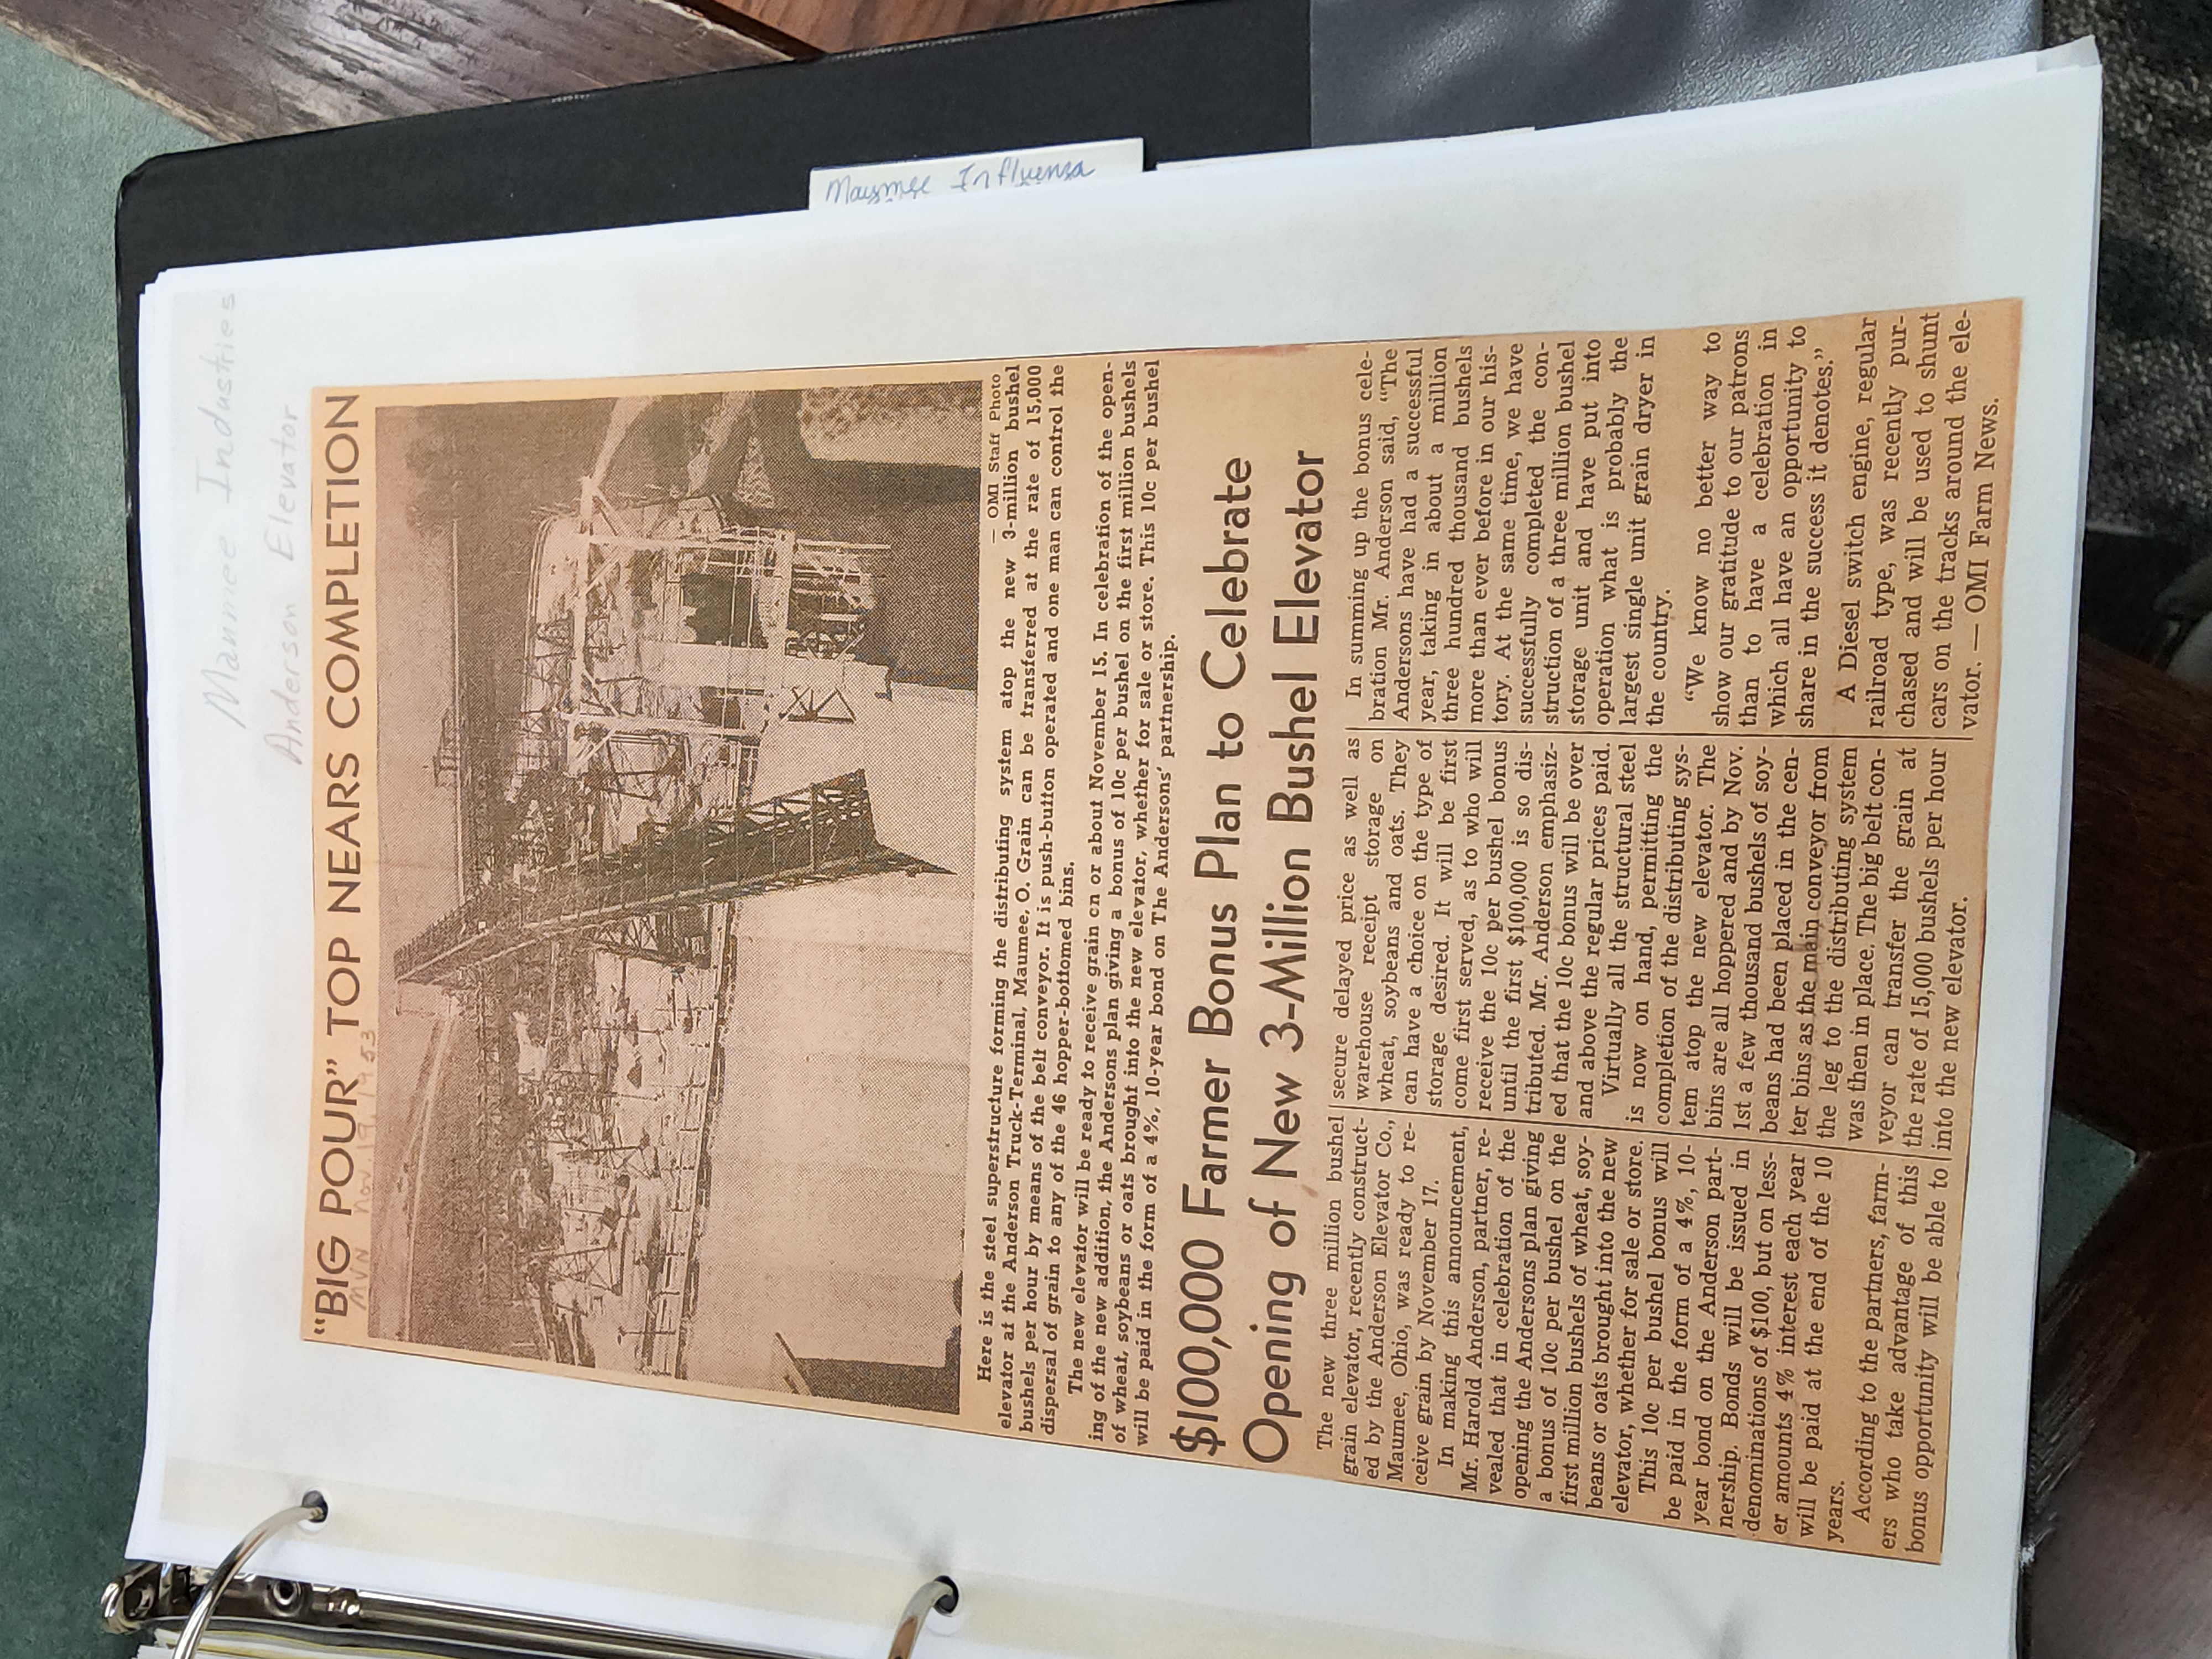 Maumee Industries
Anderson Elevator
"BIG POUR" TOP NEARS COMPLETION
MVN Nov. 19, 1953
— OMI Staff Photo
Here is the steel superstructure forming the distributing system atop the new 3-million bushel
elevator at the Anderson Truck-Terminal, Maumee, O. Grain can be transferred at the rate of 15,000
bushels per hour by means of the belt conveyor. It is push-button operated and one man can control the
dispersal of grain to any of the 46 hopper-bottomed bins.
The new elevator will be ready to receive grain on or about November 15. In celebration of the open-
ing of the new addition, the Andersons plan giving a bonus of 10c per bushel on the first million bushels
of wheat, soybeans or oats brought into the new elevator, whether for sale or store. This 10c per bushel
will be paid in the form of a 4%, 10-year bond on The Andersons' partnership.
$100,000 Farmer Bonus Plan to Celebrate
Opening of New 3-Million Bushel Elevator
The new three million bushel
grain elevator, recently construct-
ed by the Anderson Elevator Co.,
Maumee, Ohio, was ready to re-
ceive grain by November 17.
In making this announcement,
Mr. Harold Anderson, partner, re-
vealed that in celebration of the
opening the Andersons plan giving
a bonus of 10c per bushel on the
first million bushels of wheat, soy-
beans or oats brought into the new
elevator, whether for sale or store.
This 10c per bushel bonus will
be paid in the form of a 4%, 10-
year bond on the Anderson part-
nership. Bonds will be issued in
denominations of $100, but on less-
er amounts 4% interest each year
will be paid at the end of the 10
years.
According to the partners, farm-
ers who take advantage of this
bonus opportunity will be able to
secure delayed price as well as
warehouse receipt storage on
wheat, soybeans and oats. They
can have a choice on the type of
storage desired. It will be first
come first served, as to who will
receive the 10c per bushel bonus
until the first $100,000 is so dis-
tributed. Mr. Anderson emphasiz-
ed that the 10c bonus will be over
and above the regular prices paid.
Virtually all the structural steel
is now on hand, permitting the
completion of the distributing sys-
tem atop the new elevator. The
bins are all hoppered and by Nov.
1st a few thousand bushels of soy-
beans had been placed in the cen-
ter bins as the main conveyor from
the leg to the distributing system
was then in place. The big belt con-
veyor can transfer the grain at
the rate of 15,000 bushels per hour
into the new elevator.
In summing up the bonus cele-
bration Mr. Anderson said, "The
Andersons have had a successful
year, taking in about a million
three hundred thousand bushels
more than ever before in our his-
tory. At the same time, we have
successfully completed the con-
struction of a three million bushel
storage unit and have put into
operation what is probably the
largest single unit grain dryer in
the country.
"We know no better way to
show our gratitude to our patrons
than to have a celebration in
which all have an opportunity to
share in the success it denotes."
A Diesel switch engine, regular
railroad type, was recently pur-
chased and will be used to shunt
cars on the tracks around the ele-
vator. — OMI Farm News.
Maumee Influenza